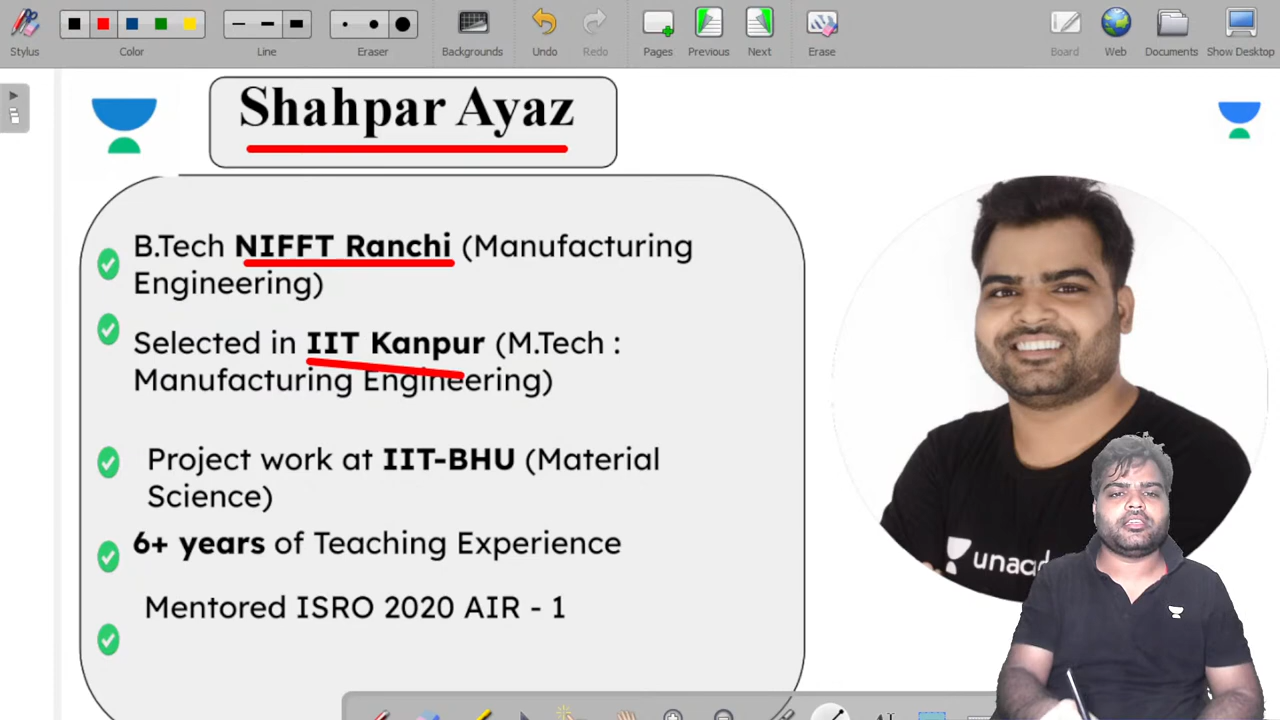 Stylus
Color
Line
Eraser
Backgrounds
Undo
Redo
Pages
Previous
Next
Erase
Board
Web
Documents
Show Desktop
Shahpar Ayaz
B.Tech NIFFT Ranchi (Manufacturing
Engineering)
Selected in IIT Kanpur (M.Tech :
Manufacturing Engineering)
Project work at IIT-BHU (Material
Science)
6+ years of Teaching Experience
Mentored ISRO 2020 AIR - 1